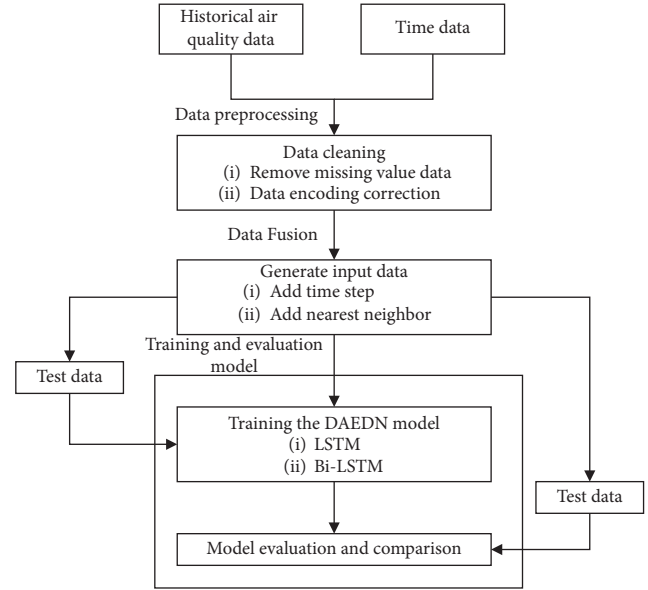 Historical air
quality data
Time data
Data preprocessing
Data cleaning
(i) Remove missing value data
(ii) Data encoding correction
Data Fusion
Generate input data
(i) Add time step
(ii) Add nearest neighbor
Training and evaluation
model
Test data
Training the DAEDN model
(i) LSTM
(ii) Bi-LSTM
Test data
Model evaluation and comparison